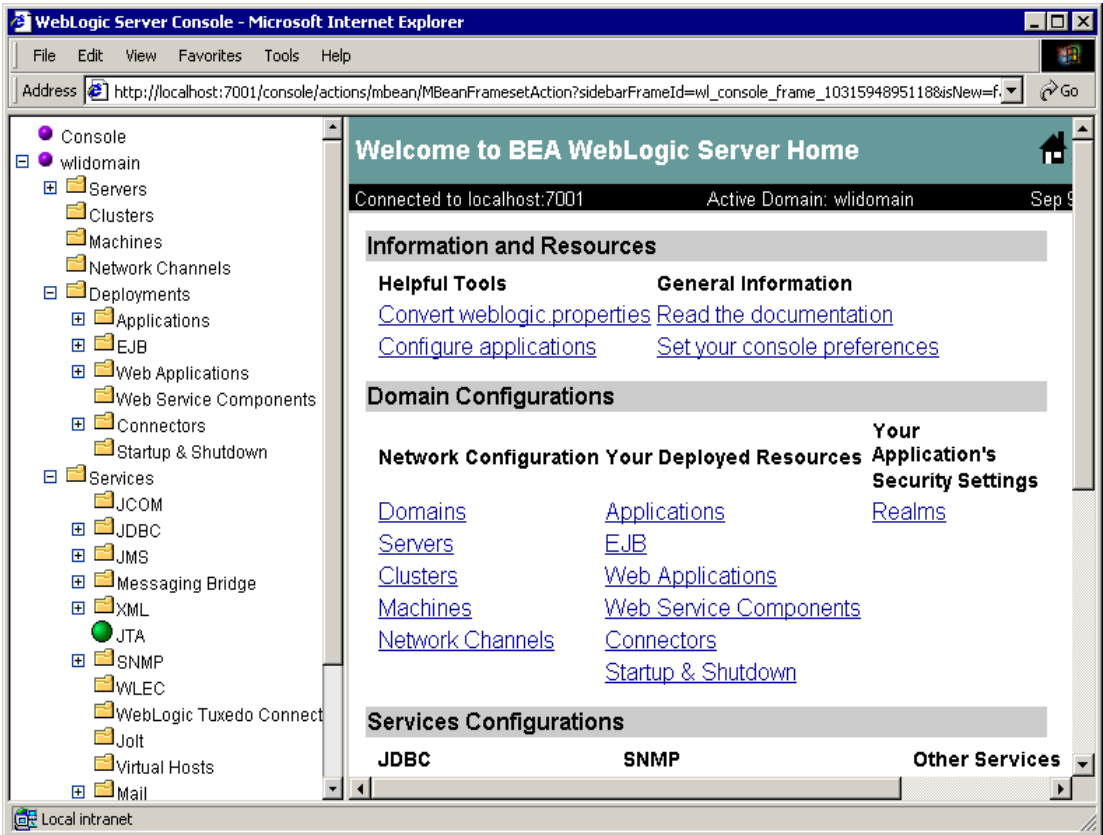 WebLogic Server Console - Microsoft Internet Explorer
File Edit View Favorites Tools Help
Address http://localhost:7001/console/actions/mbean/MBeanFramesetAction?sidebarFrameId=wl_console_frame_1031594895118&isNew=f Go
Console
wlidomain
Servers
Clusters
Machines
Network Channels
Deployments
Applications
EJB
Web Applications
Web Service Components
Connectors
Startup & Shutdown
Services
JCOM
JDBC
JMS
Messaging Bridge
XML
JTA
SNMP
WLEC
WebLogic Tuxedo Connect
Jolt
Virtual Hosts
Mail
Welcome to BEA WebLogic Server Home
Connected to localhost:7001 Active Domain: wlidomain Sep 9
Information and Resources
Helpful Tools General Information
Convert weblogic.properties Read the documentation
Configure applications Set your console preferences
Domain Configurations
Network Configuration Your Deployed Resources Your Application's Security Settings
Domains Applications Realms
Servers EJB
Clusters Web Applications
Machines Web Service Components
Network Channels Connectors
Startup & Shutdown
Services Configurations
JDBC SNMP Other Services
Local intranet